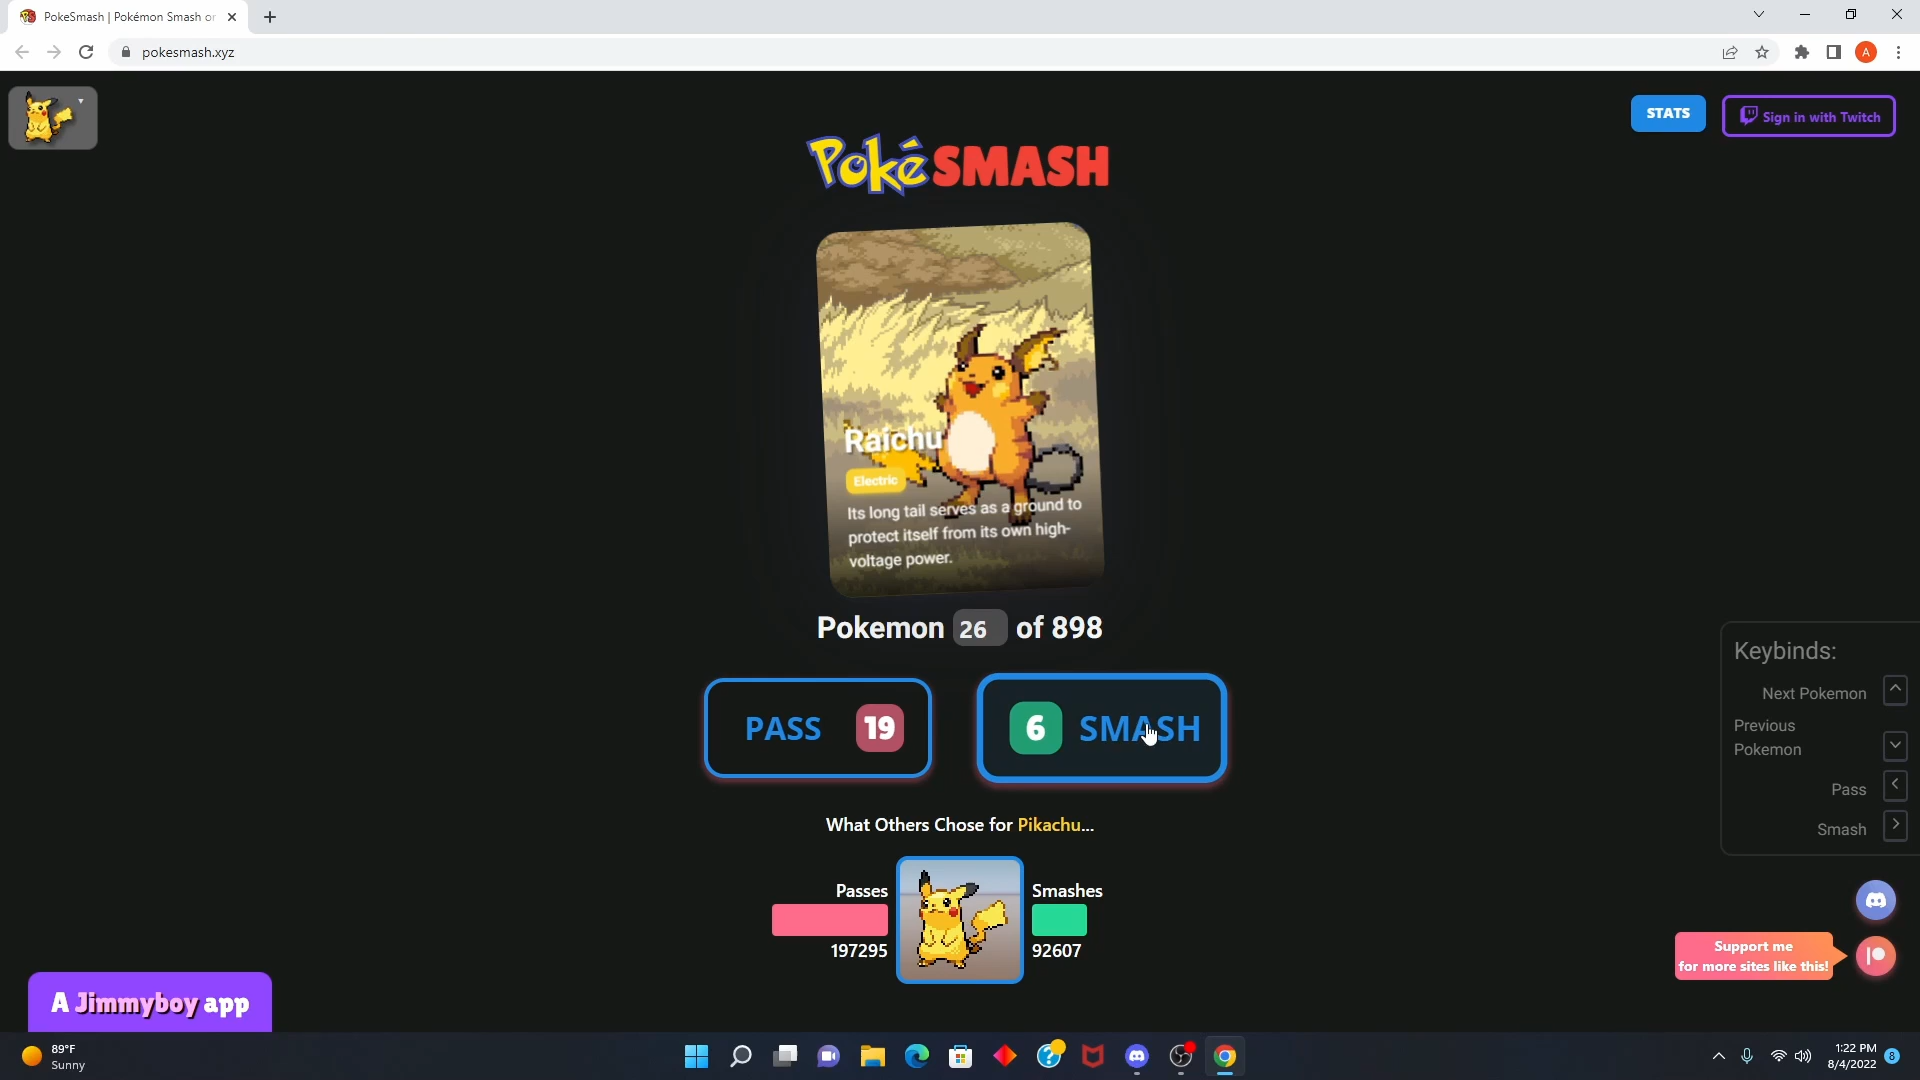 PokeSmash | Pokémon Smash or
pokesmash.xyz
A
STATS
Sign in with Twitch
PokéSMASH
Raichu
Electric
Its long tail serves as a ground to
protect itself from its own high-
voltage power.
Pokemon 26 of 898
PASS 19
6 SMASH
Keybinds:
Next Pokemon
Previous
Pokemon
Pass
Smash
What Others Chose for Pikachu...
Passes
197295
Smashes
92607
Support me
for more sites like this!
A Jimmyboy app
89°F
Sunny
1:22 PM
8/4/2022
8